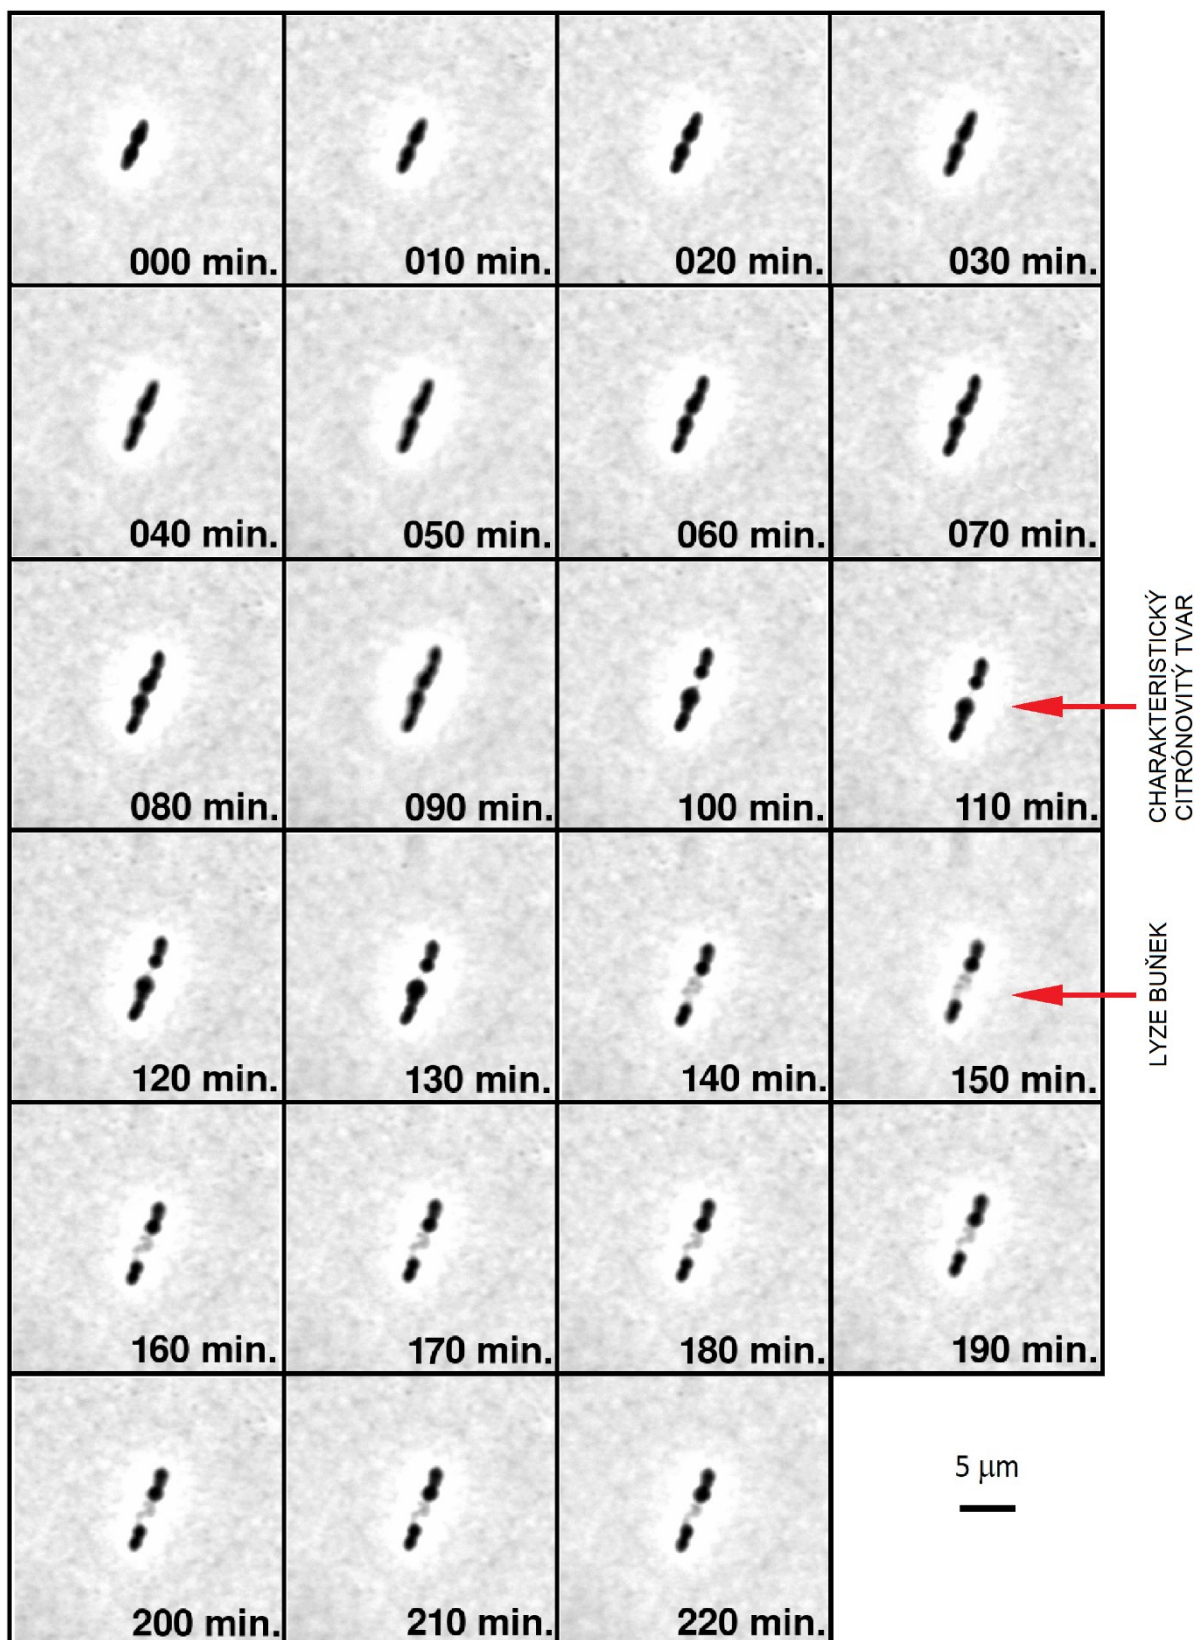 000 min.
010 min.
020 min.
030 min.
040 min.
050 min.
060 min.
070 min.
080 min.
090 min.
100 min.
110 min.
CHARAKTERISTICKÝ
CITRÓNOVITÝ TVAR
120 min.
130 min.
140 min.
150 min.
LYZE BUŇEK
160 min.
170 min.
180 min.
190 min.
200 min.
210 min.
220 min.
5 µm